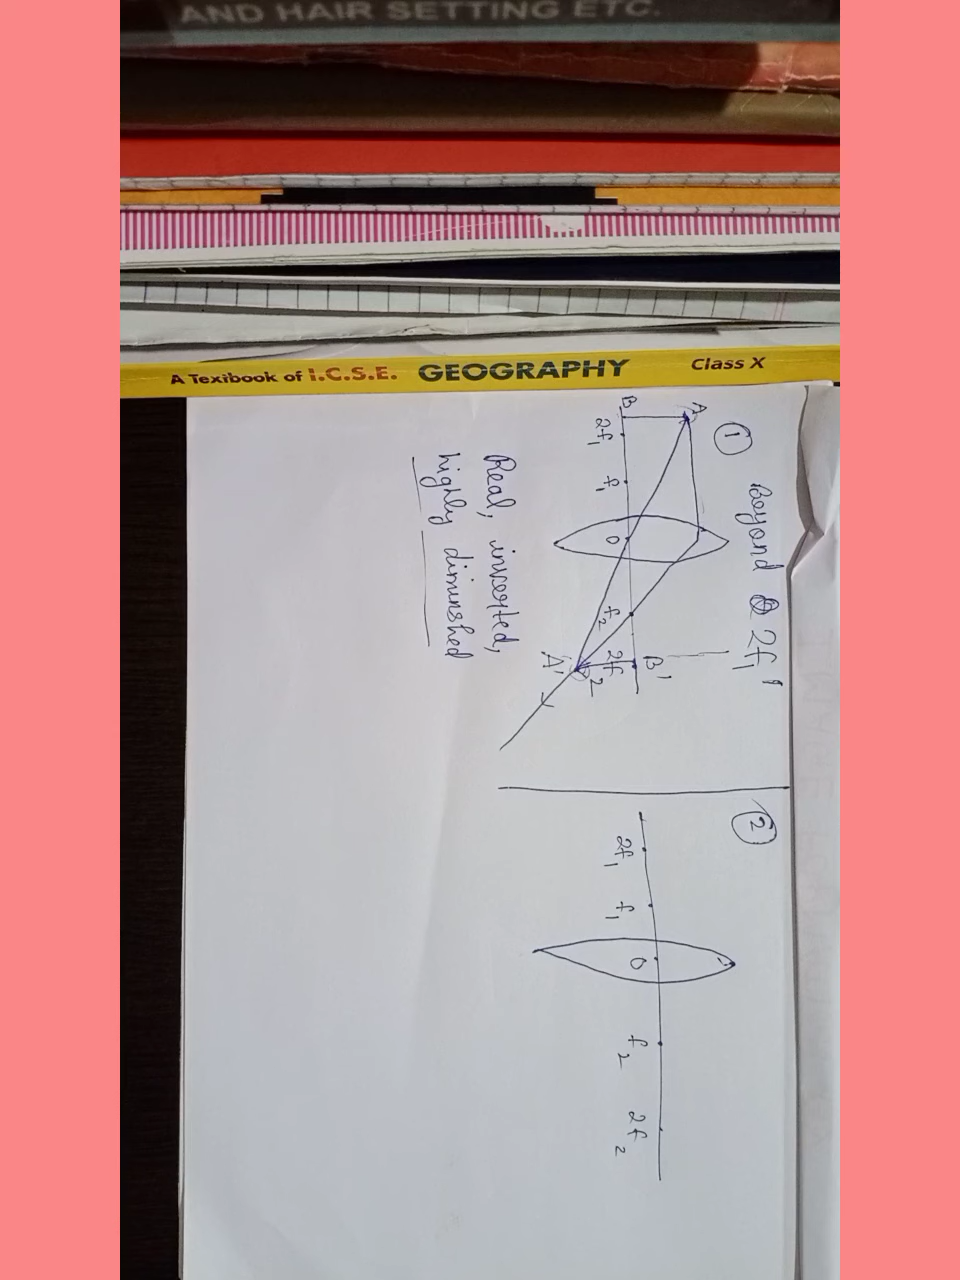 AND HAIR SETTING ETC.
A Textbook of I.C.S.E. GEOGRAPHY Class X
① Beyond 2f₁
A
B 2f₁ f₁ O f₂ 2f₂ B'
A'
Real, inverted,
highly diminshed
②
2f₁ f₁ O f₂ 2f₂